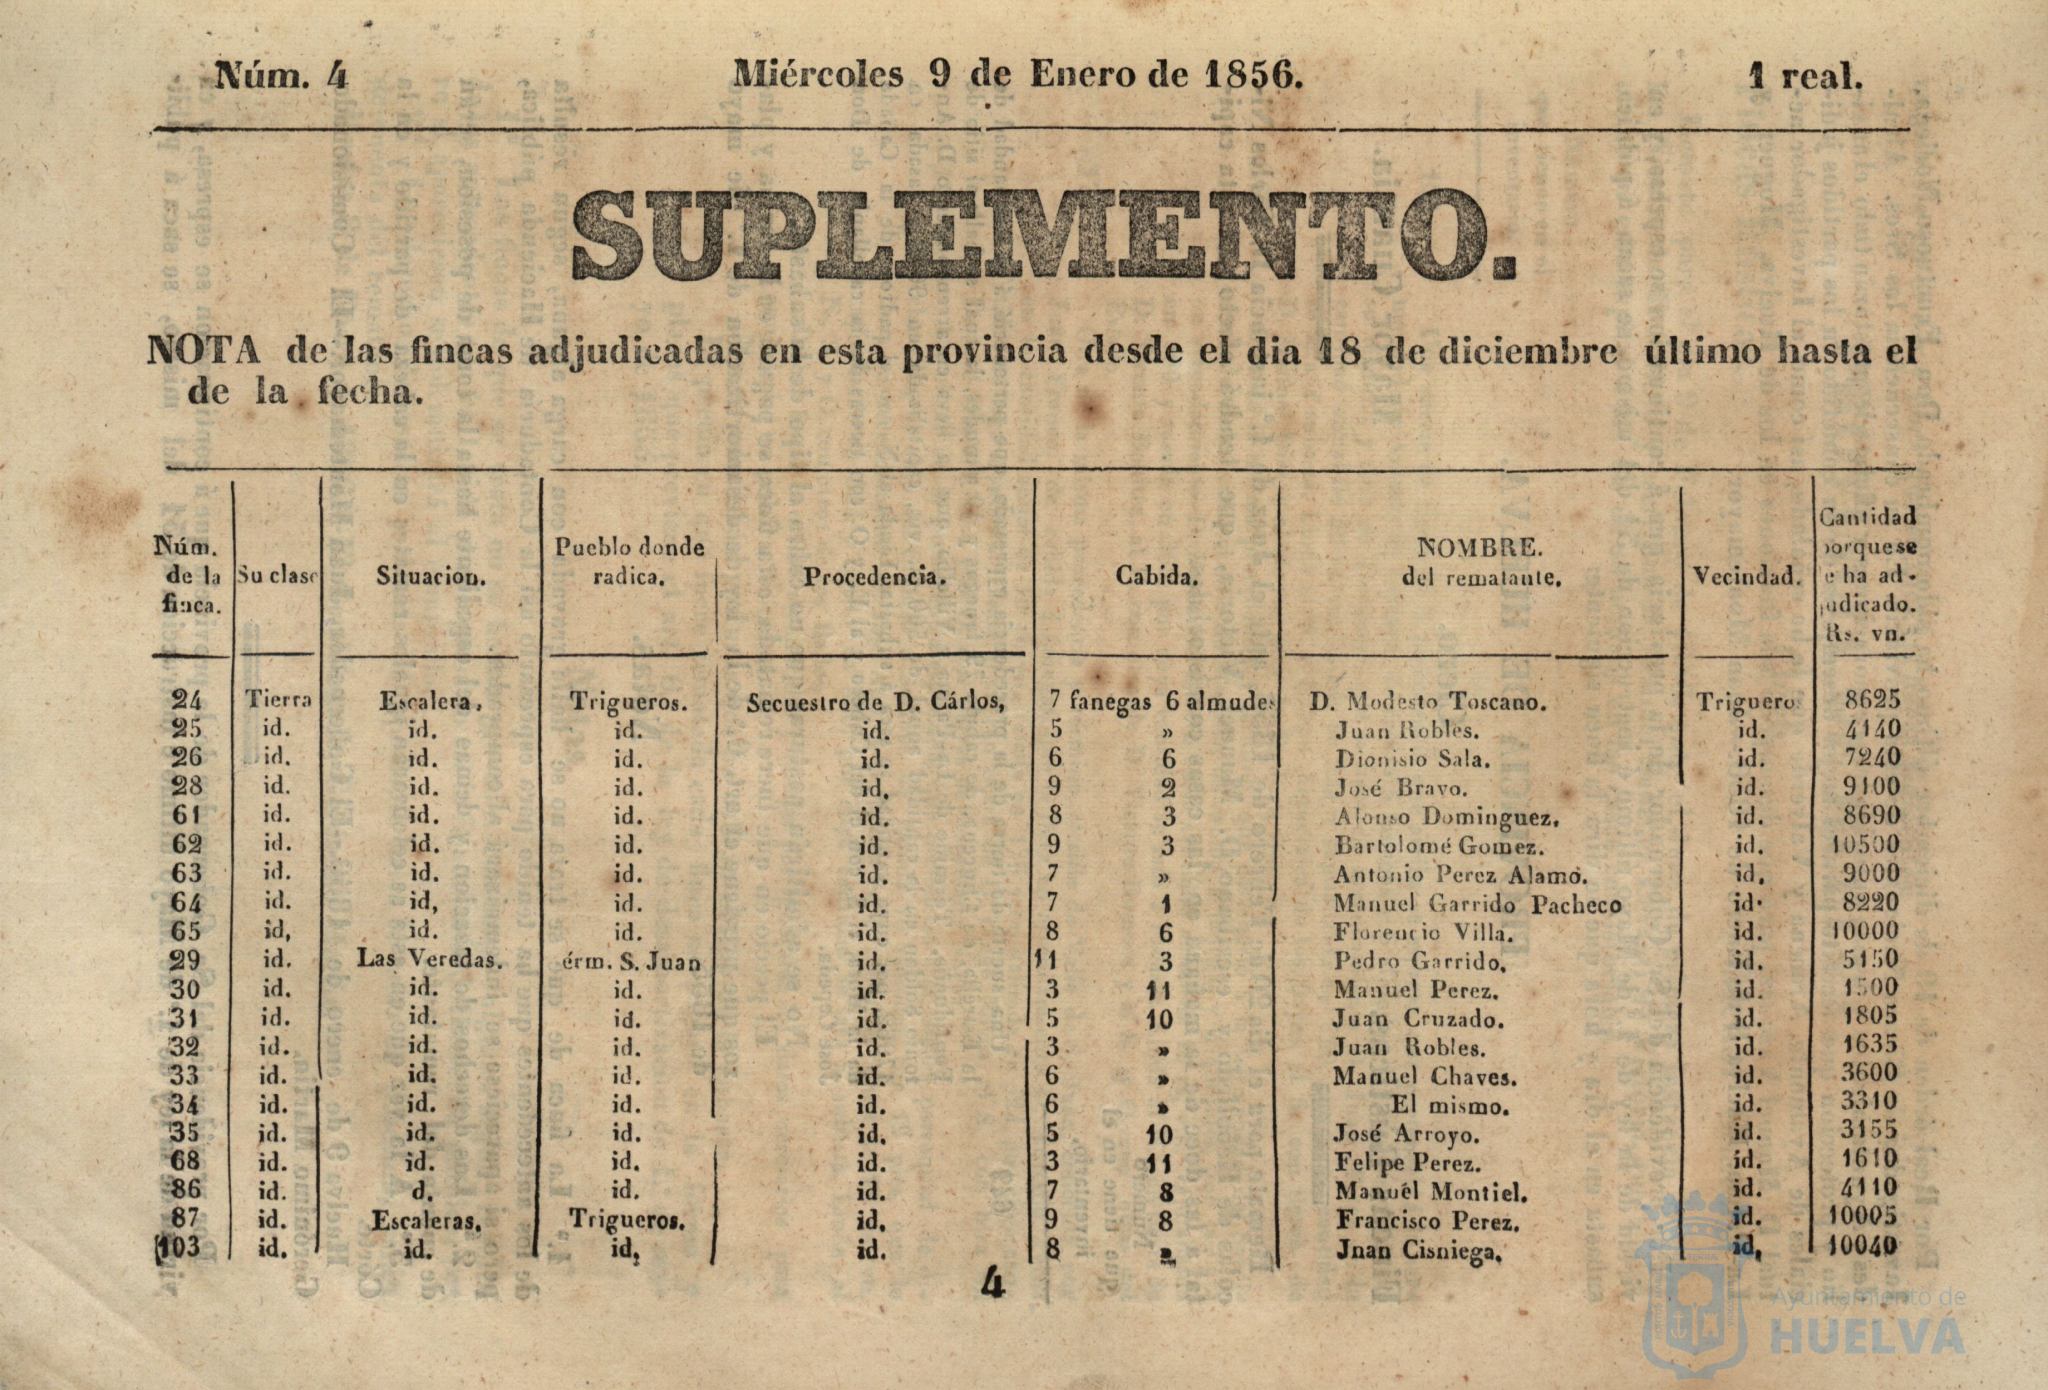 Núm. 4 Miércoles 9 de Enero de 1856. 1 real.
SUPLEMENTO.
NOTA de las fincas adjudicadas en esta provincia desde el dia 18 de diciembre último hasta el
de la fecha.
Núm. de la finca. Su clase Situacion. Pueblo donde radica. Procedencia. Cabida. NOMBRE. del rematante. Vecindad. Cantidad porque se le ha ad- judicado. Rs. vn.
24 Tierra Escalera, Trigueros. Secuestro de D. Cárlos, 7 fanegas 6 almudes D. Modesto Toscano. Triguero 8625
25 id. id. id. id. 5 » Juan Robles. id. 4140
26 id. id. id. id. 6 6 Dionisio Sala. id. 7240
28 id. id. id. id. 9 2 José Bravo. id. 9100
61 id. id. id. id. 8 3 Alonso Dominguez. id. 8690
62 id. id. id. id. 9 3 Bartolomé Gomez. id. 10500
63 id. id. id. id. 7 » Antonio Perez Alamo. id. 9000
64 id. id, id. id. 7 1 Manuel Garrido Pacheco id. 8220
65 id, id. id. id. 8 6 Florencio Villa. id. 10000
29 id. Las Veredas. érm. S. Juan id. 11 3 Pedro Garrido. id. 5150
30 id. id. id. id. 3 11 Manuel Perez. id. 1500
31 id. id. id. id. 5 10 Juan Cruzado. id. 1805
32 id. id. id. id. 3 » Juan Robles. id. 1635
33 id. id. id. id. 6 » Manuel Chaves. id. 3600
34 id. id. id. id. 6 » El mismo. id. 3310
35 id. id. id. id. 5 10 José Arroyo. id. 3155
68 id. id. id. id. 3 11 Felipe Perez. id. 1610
86 id. d. id. id. 7 8 Manuel Montiel. id. 4110
87 id. Escaleras. Trigueros. id. 9 8 Francisco Perez. id. 10005
103 id. id. id, id. 8 » Jnan Cisniega. id, 10040
4
Ayuntamiento de
HUELVA